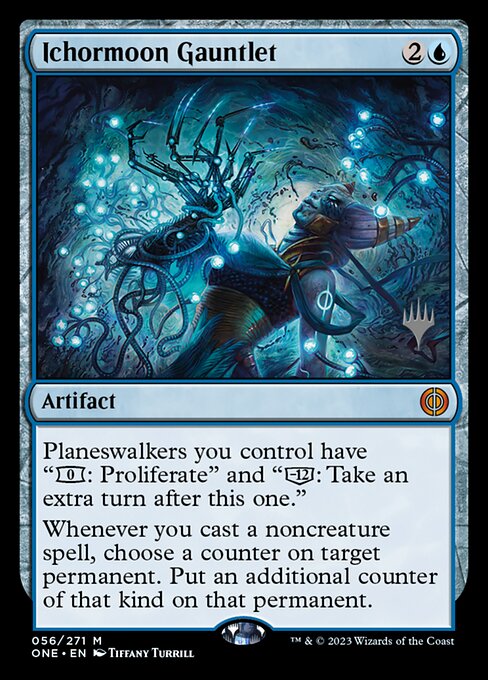 Ichormoon Gauntlet 2
Artifact
Planeswalkers you control have
“0: Proliferate” and “-12: Take an
extra turn after this one.”
Whenever you cast a noncreature
spell, choose a counter on target
permanent. Put an additional counter
of that kind on that permanent.
056/271 M
ONE • EN Tiffany Turrill
™ & © 2023 Wizards of the Coast